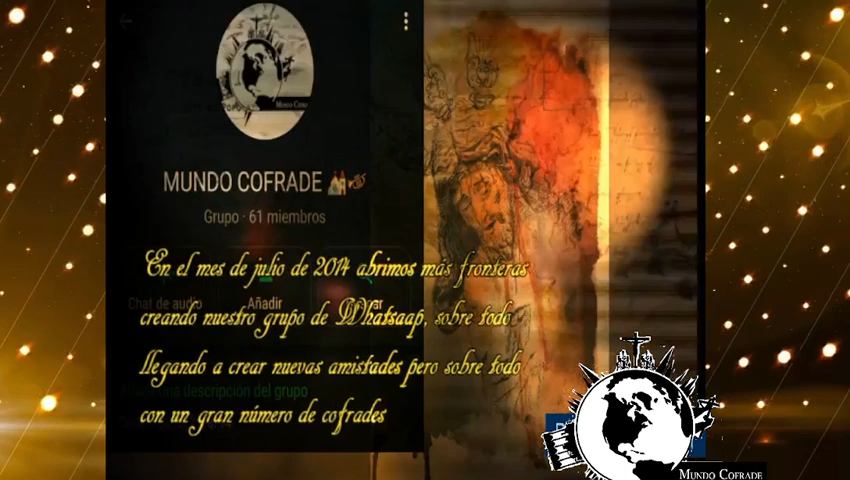 MUNDO COFRADE
Grupo · 61 miembros
En el mes de julio de 2014 abrimos más fronteras
Chat de audio Añadir
creando nuestro grupo de Whatsaap, sobre todo
llegando a crear nuevas amistades pero sobre todo
descripción del grupo
con un gran número de cofrades
MUNDO COFRADE